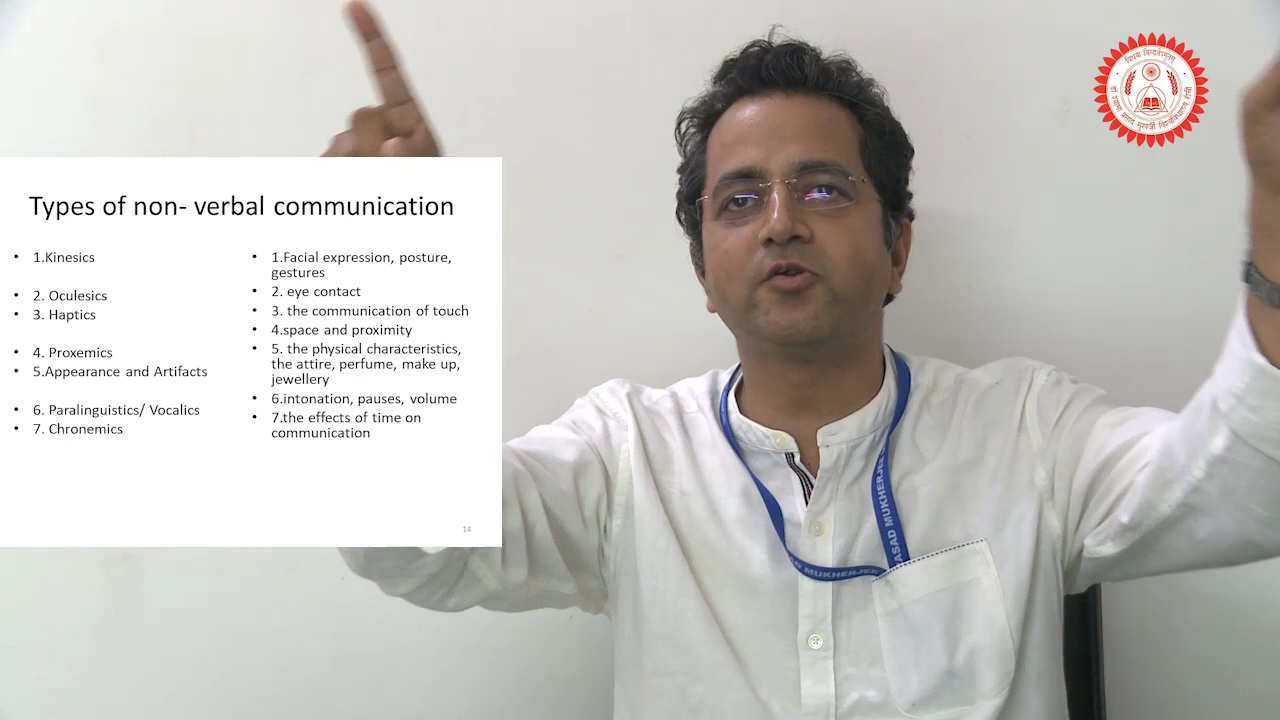 Types of non- verbal communication
• 1.Kinesics
• 2. Oculesics
• 3. Haptics
• 4. Proxemics
• 5.Appearance and Artifacts
• 6. Paralinguistics/ Vocalics
• 7. Chronemics
• 1.Facial expression, posture,
gestures
• 2. eye contact
• 3. the communication of touch
• 4.space and proximity
• 5. the physical characteristics,
the attire, perfume, make up,
jewellery
• 6.intonation, pauses, volume
• 7.the effects of time on
communication
14
ASAD MUKHERJEE
MUKHERJEE